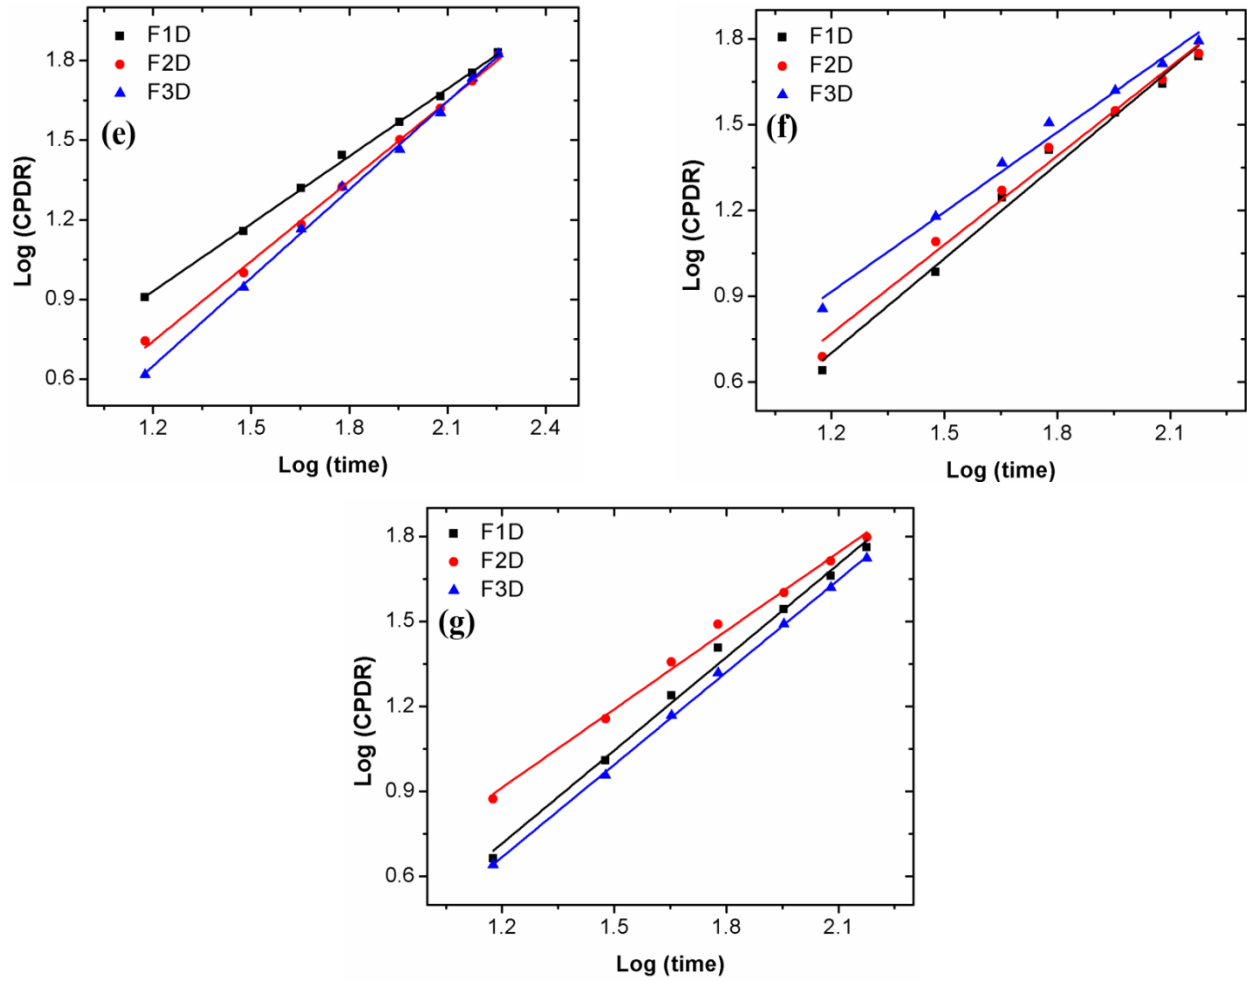 F1D
F2D
F3D
(e)
Log (CPDR)
1.8
1.5
1.2
0.9
0.6
1.2 1.5 1.8 2.1 2.4
Log (time)
F1D
F2D
F3D
(f)
Log (CPDR)
1.8
1.5
1.2
0.9
0.6
1.2 1.5 1.8 2.1
Log (time)
F1D
F2D
F3D
(g)
Log (CPDR)
1.8
1.5
1.2
0.9
0.6
1.2 1.5 1.8 2.1
Log (time)